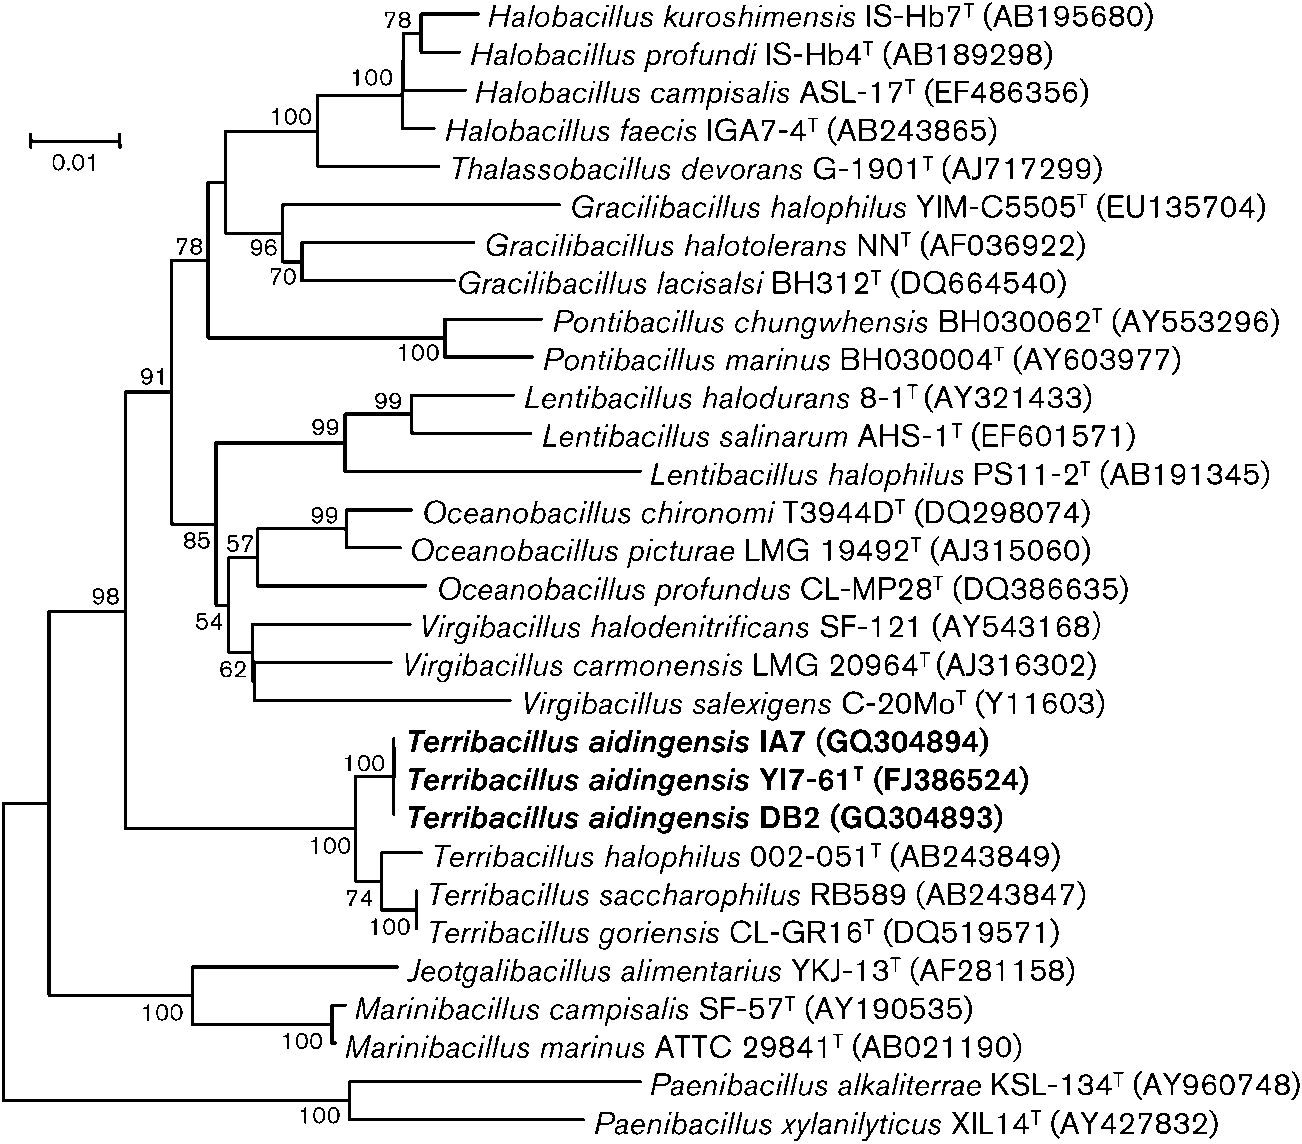 78 Halobacillus kuroshimensis IS-Hb7ᵀ (AB195680)
Halobacillus profundi IS-Hb4ᵀ (AB189298)
100 Halobacillus campisalis ASL-17ᵀ (EF486356)
100 Halobacillus faecis IGA7-4ᵀ (AB243865)
0.01 Thalassobacillus devorans G-1901ᵀ (AJ717299)
Gracilibacillus halophilus YIM-C5505ᵀ (EU135704)
78 96 Gracilibacillus halotolerans NNᵀ (AF036922)
70 Gracilibacillus lacisalsi BH312ᵀ (DQ664540)
Pontibacillus chungwhensis BH030062ᵀ (AY553296)
100 Pontibacillus marinus BH030004ᵀ (AY603977)
91 99 Lentibacillus halodurans 8-1ᵀ (AY321433)
99 Lentibacillus salinarum AHS-1ᵀ (EF601571)
Lentibacillus halophilus PS11-2ᵀ (AB191345)
99 Oceanobacillus chironomi T3944Dᵀ (DQ298074)
85 57 Oceanobacillus picturae LMG 19492ᵀ (AJ315060)
98 Oceanobacillus profundus CL-MP28ᵀ (DQ386635)
54 Virgibacillus halodenitrificans SF-121 (AY543168)
62 Virgibacillus carmonensis LMG 20964ᵀ (AJ316302)
Virgibacillus salexigens C-20Moᵀ (Y11603)
Terribacillus aidingensis IA7 (GQ304894)
100 Terribacillus aidingensis YI7-61ᵀ (FJ386524)
Terribacillus aidingensis DB2 (GQ304893)
100 Terribacillus halophilus 002-051ᵀ (AB243849)
74 Terribacillus saccharophilus RB589 (AB243847)
100 Terribacillus goriensis CL-GR16ᵀ (DQ519571)
Jeotgalibacillus alimentarius YKJ-13ᵀ (AF281158)
100 Marinibacillus campisalis SF-57ᵀ (AY190535)
100 Marinibacillus marinus ATTC 29841ᵀ (AB021190)
Paenibacillus alkaliterrae KSL-134ᵀ (AY960748)
100 Paenibacillus xylanilyticus XIL14ᵀ (AY427832)